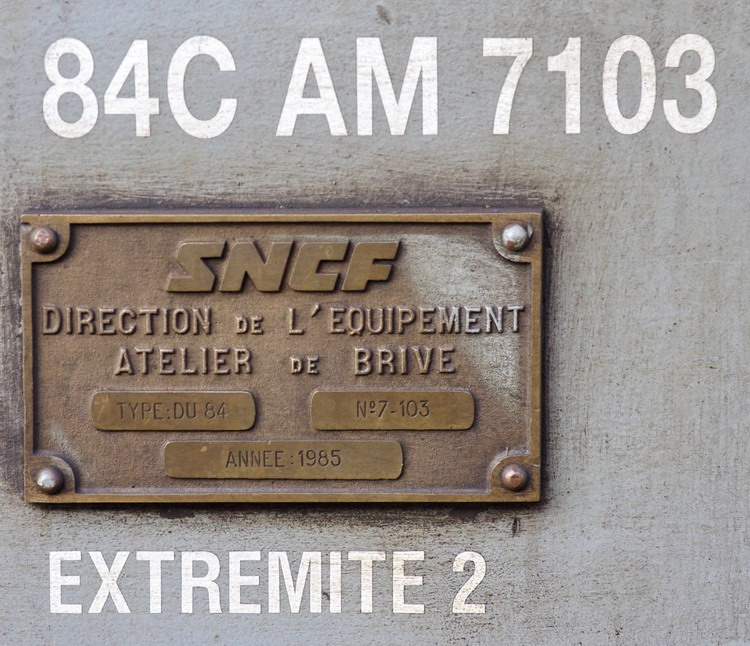 84C AM 7103
SNCF
DIRECTION DE L'EQUIPEMENT
ATELIER DE BRIVE
TYPE:DU 84 Nº7-103
ANNEE:1985
EXTREMITE 2